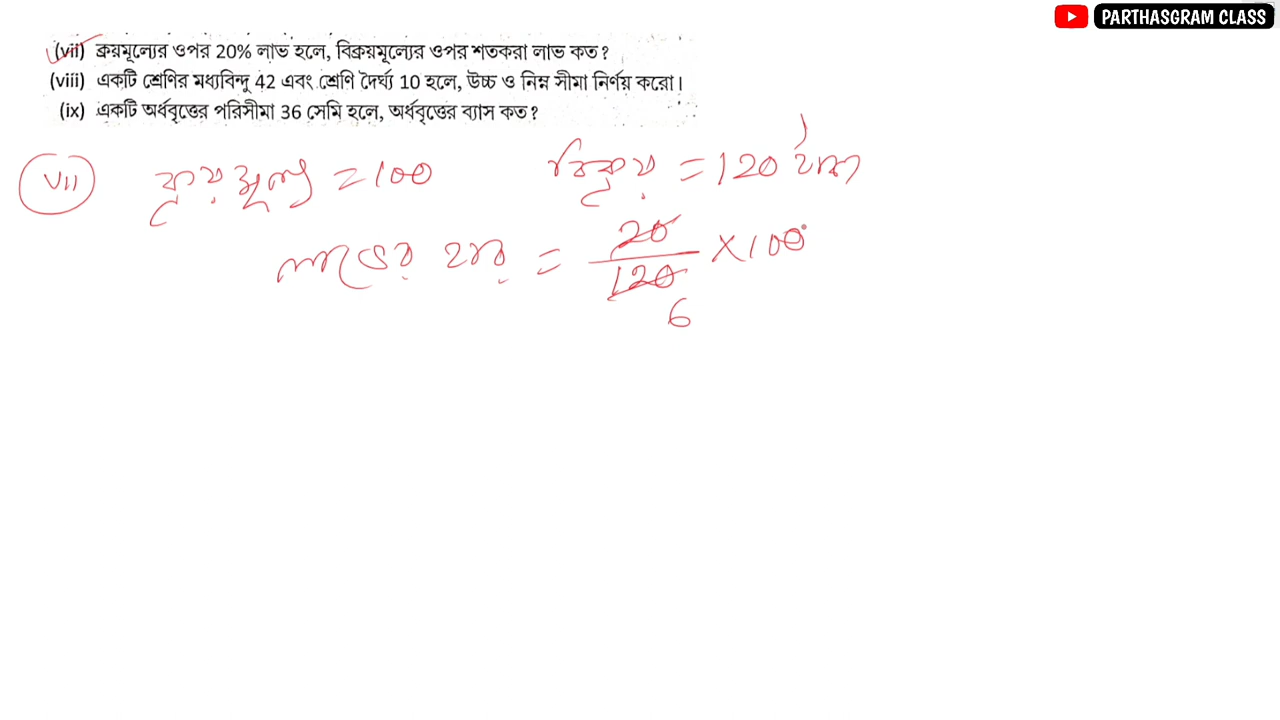 PARTHASGRAM CLASS
(vii) ক্রয়মূল্যের ওপর 20% লাভ হলে, বিক্রয়মূল্যের ওপর শতকরা লাভ কত?
(viii) একটি শ্রেণির মধ্যবিন্দু 42 এবং শ্রেণি দৈর্ঘ্য 10 হলে, উচ্চ ও নিম্ন সীমা নির্ণয় করো।
(ix) একটি অর্ধবৃত্তের পরিসীমা 36 সেমি হলে, অর্ধবৃত্তের ব্যাস কত?
VII ক্রয়মূল্য = 100 বিক্রয় = 120
লাভের হার = 20/120 × 100
6